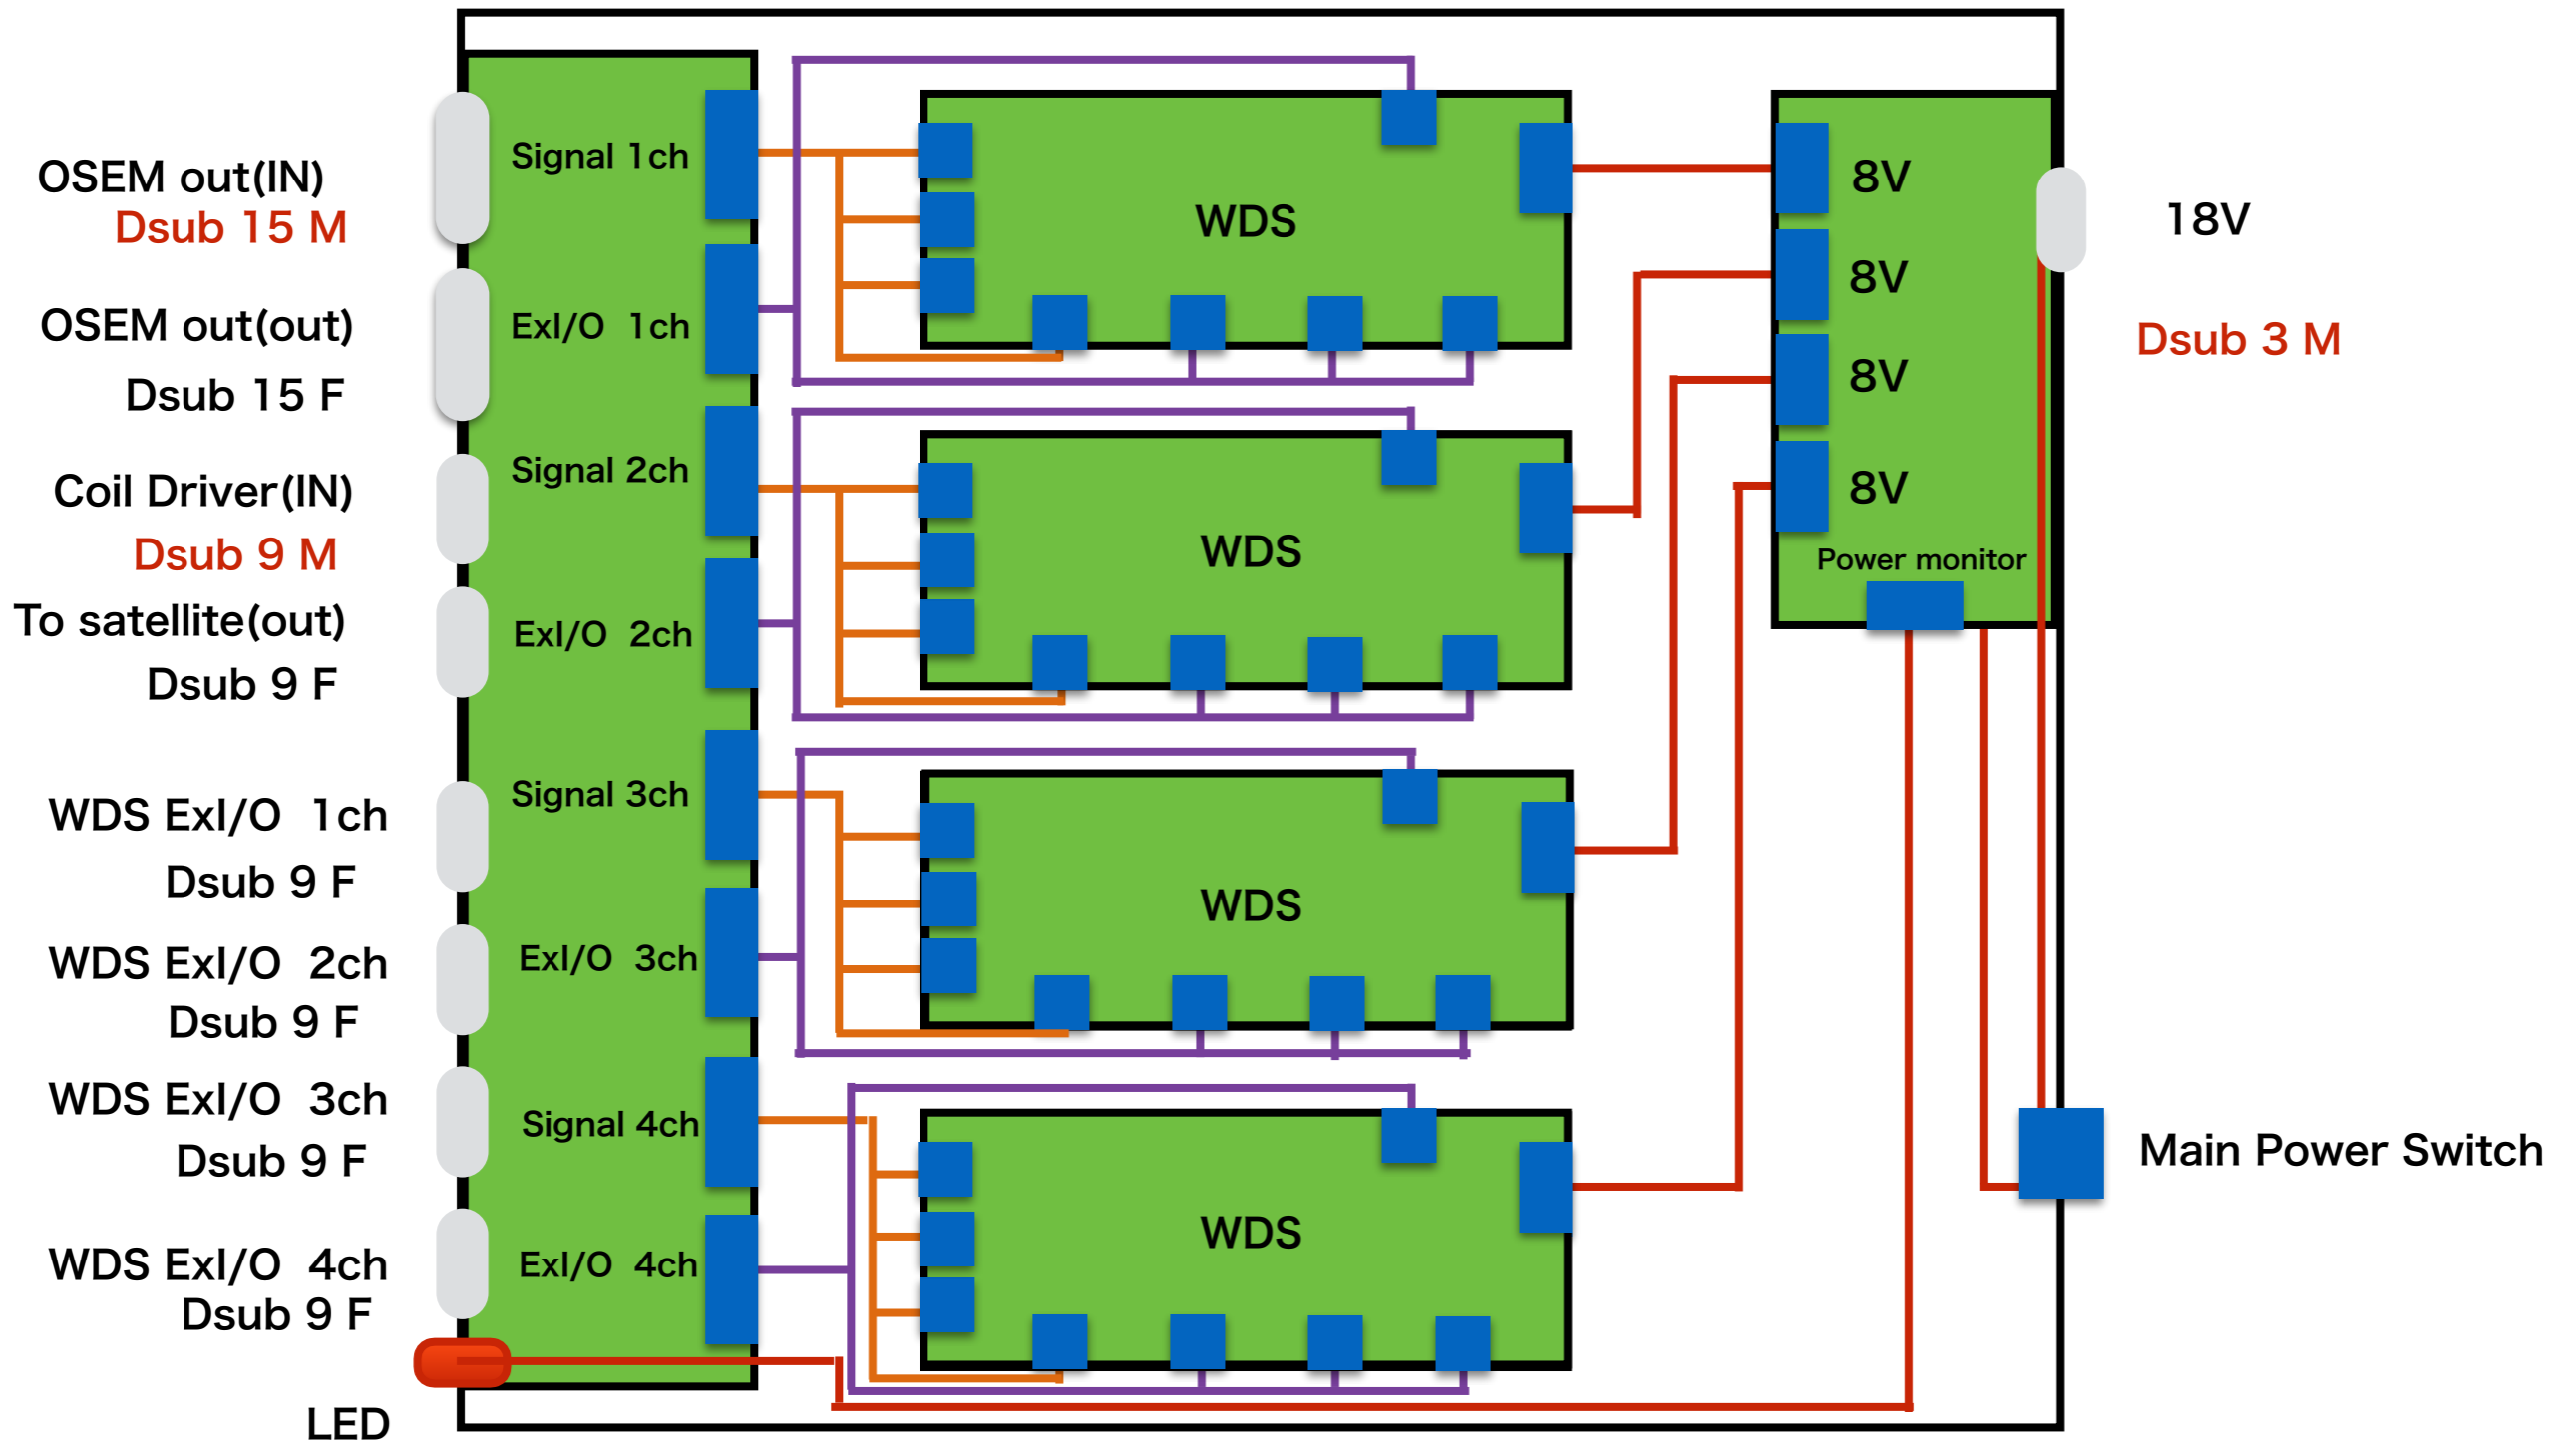 OSEM out(IN)
Dsub 15 M
OSEM out(out)
Dsub 15 F
Coil Driver(IN)
Dsub 9 M
To satellite(out)
Dsub 9 F
WDS ExI/O 1ch
Dsub 9 F
WDS ExI/O 2ch
Dsub 9 F
WDS ExI/O 3ch
Dsub 9 F
WDS ExI/O 4ch
Dsub 9 F
LED
Signal 1ch
ExI/O 1ch
Signal 2ch
ExI/O 2ch
Signal 3ch
ExI/O 3ch
Signal 4ch
ExI/O 4ch
WDS
WDS
WDS
WDS
8V
8V
8V
8V
Power monitor
18V
Dsub 3 M
Main Power Switch